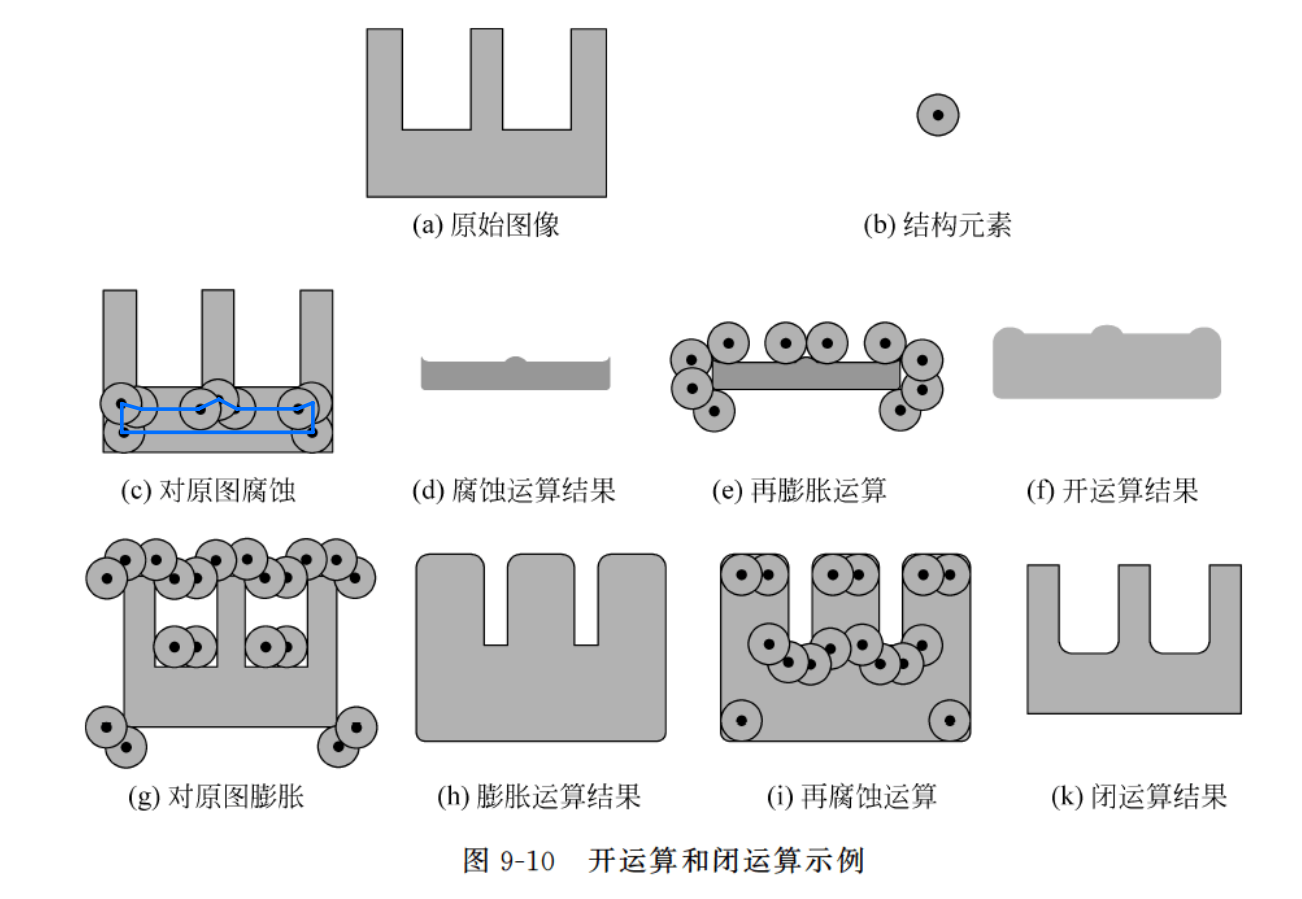 (a) 原始图像
(b) 结构元素
(c) 对原图腐蚀
(d) 腐蚀运算结果
(e) 再膨胀运算
(f) 开运算结果
(g) 对原图膨胀
(h) 膨胀运算结果
(i) 再腐蚀运算
(k) 闭运算结果
图 9-10 开运算和闭运算示例